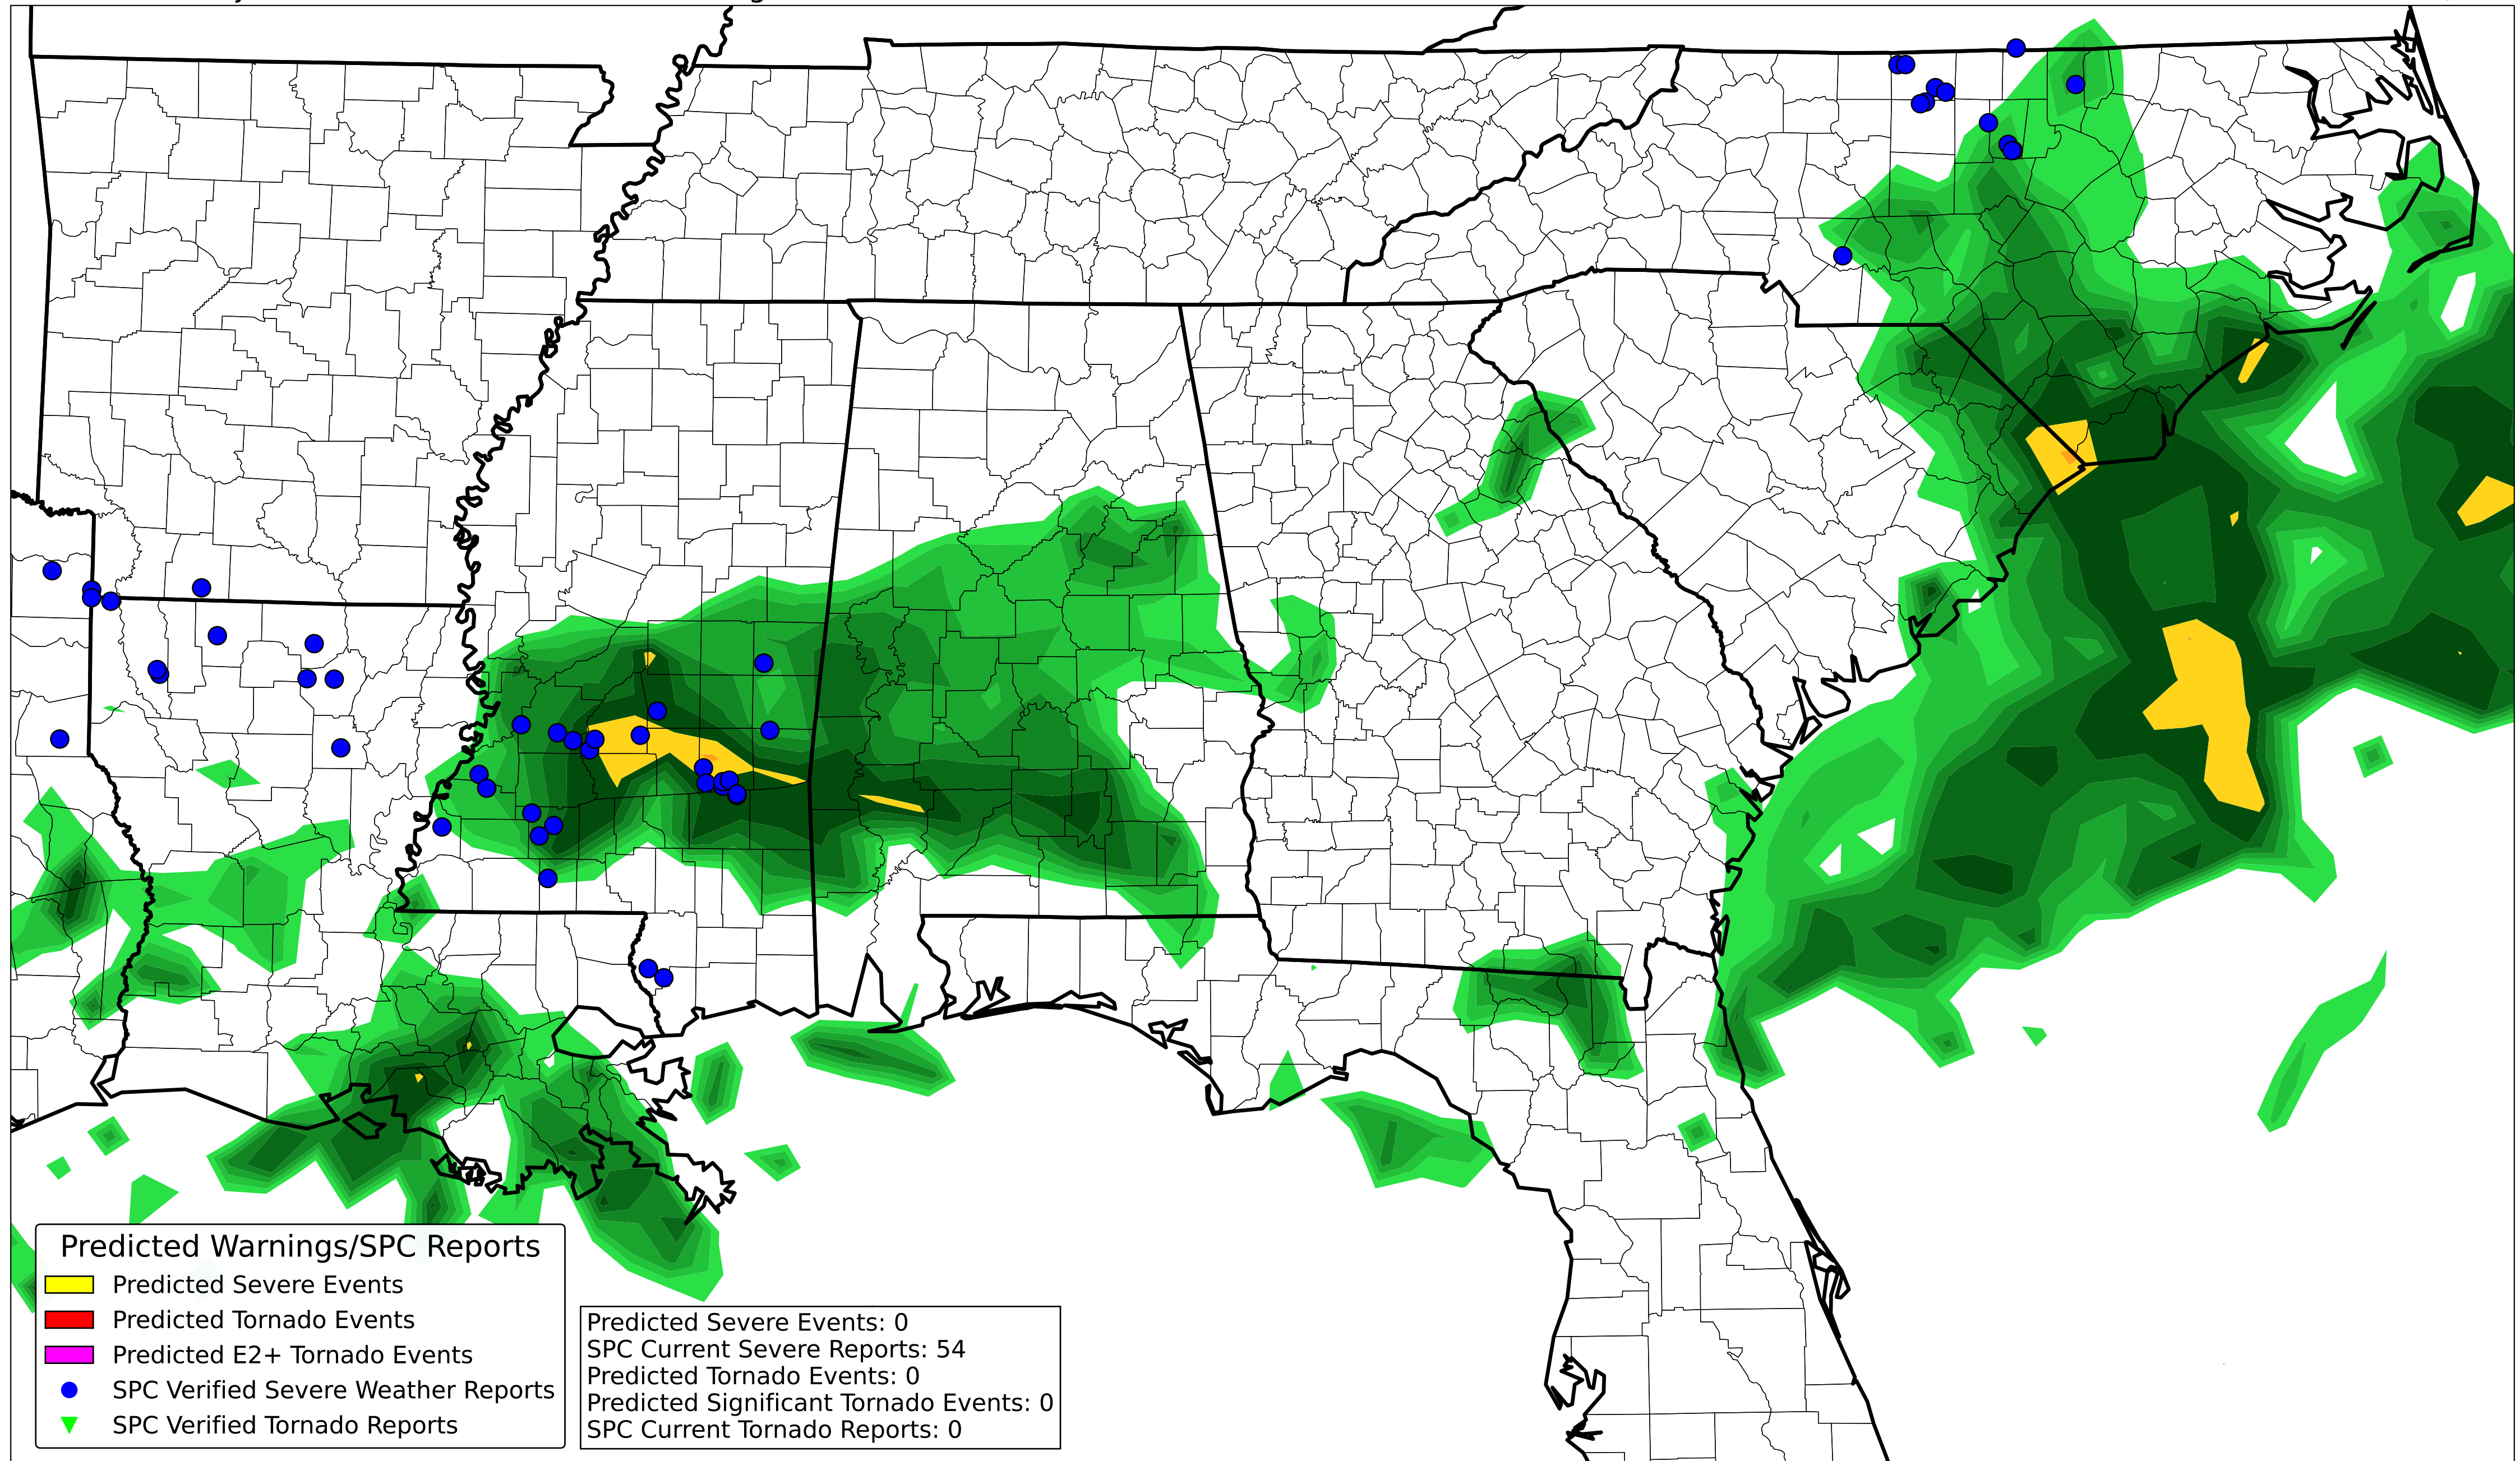 Predicted Warnings/SPC Reports
Predicted Severe Events
Predicted Tornado Events
Predicted E2+ Tornado Events
SPC Verified Severe Weather Reports
SPC Verified Tornado Reports
Predicted Severe Events: 0
SPC Current Severe Reports: 54
Predicted Tornado Events: 0
Predicted Significant Tornado Events: 0
SPC Current Tornado Reports: 0